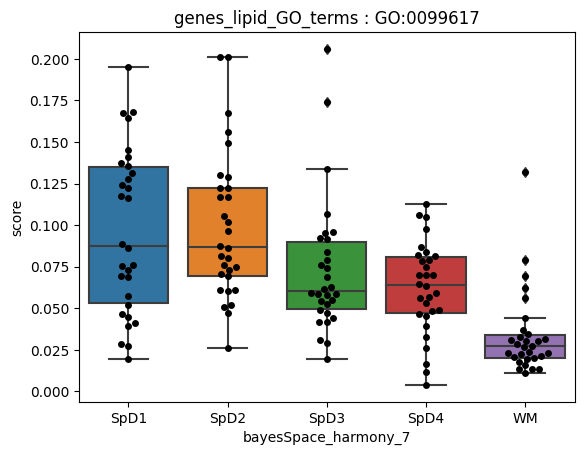 genes_lipid_GO_terms : GO:0099617
0.200
0.175
0.150
0.125
0.100
0.075
0.050
0.025
0.000
score
SpD1 SpD2 SpD3 SpD4 WM
bayesSpace_harmony_7